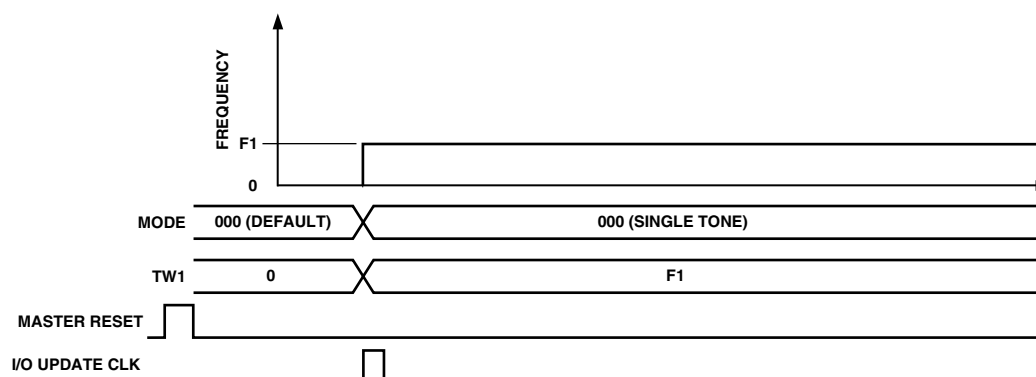 FREQUENCY
F1
0
MODE
000 (DEFAULT)
000 (SINGLE TONE)
TW1
0
F1
MASTER RESET
I/O UPDATE CLK